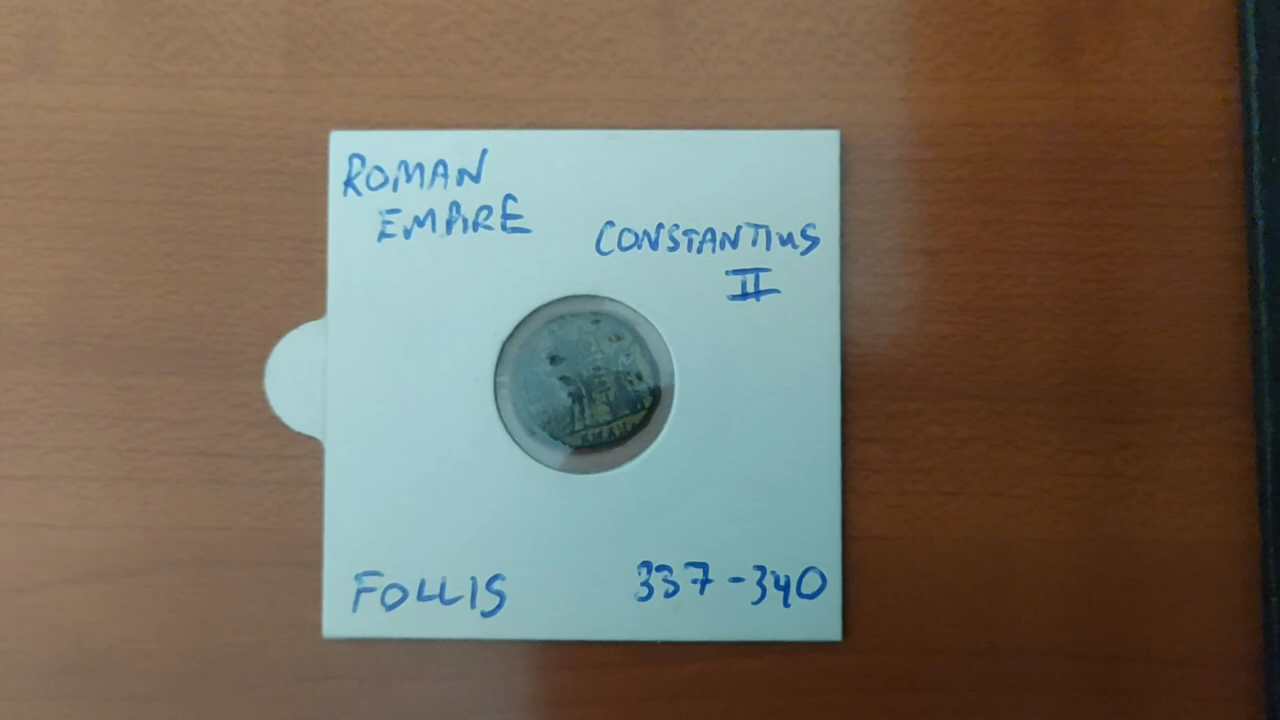 ROMAN
EMPIRE
CONSTANTIUS
II
FOLLIS
337-340